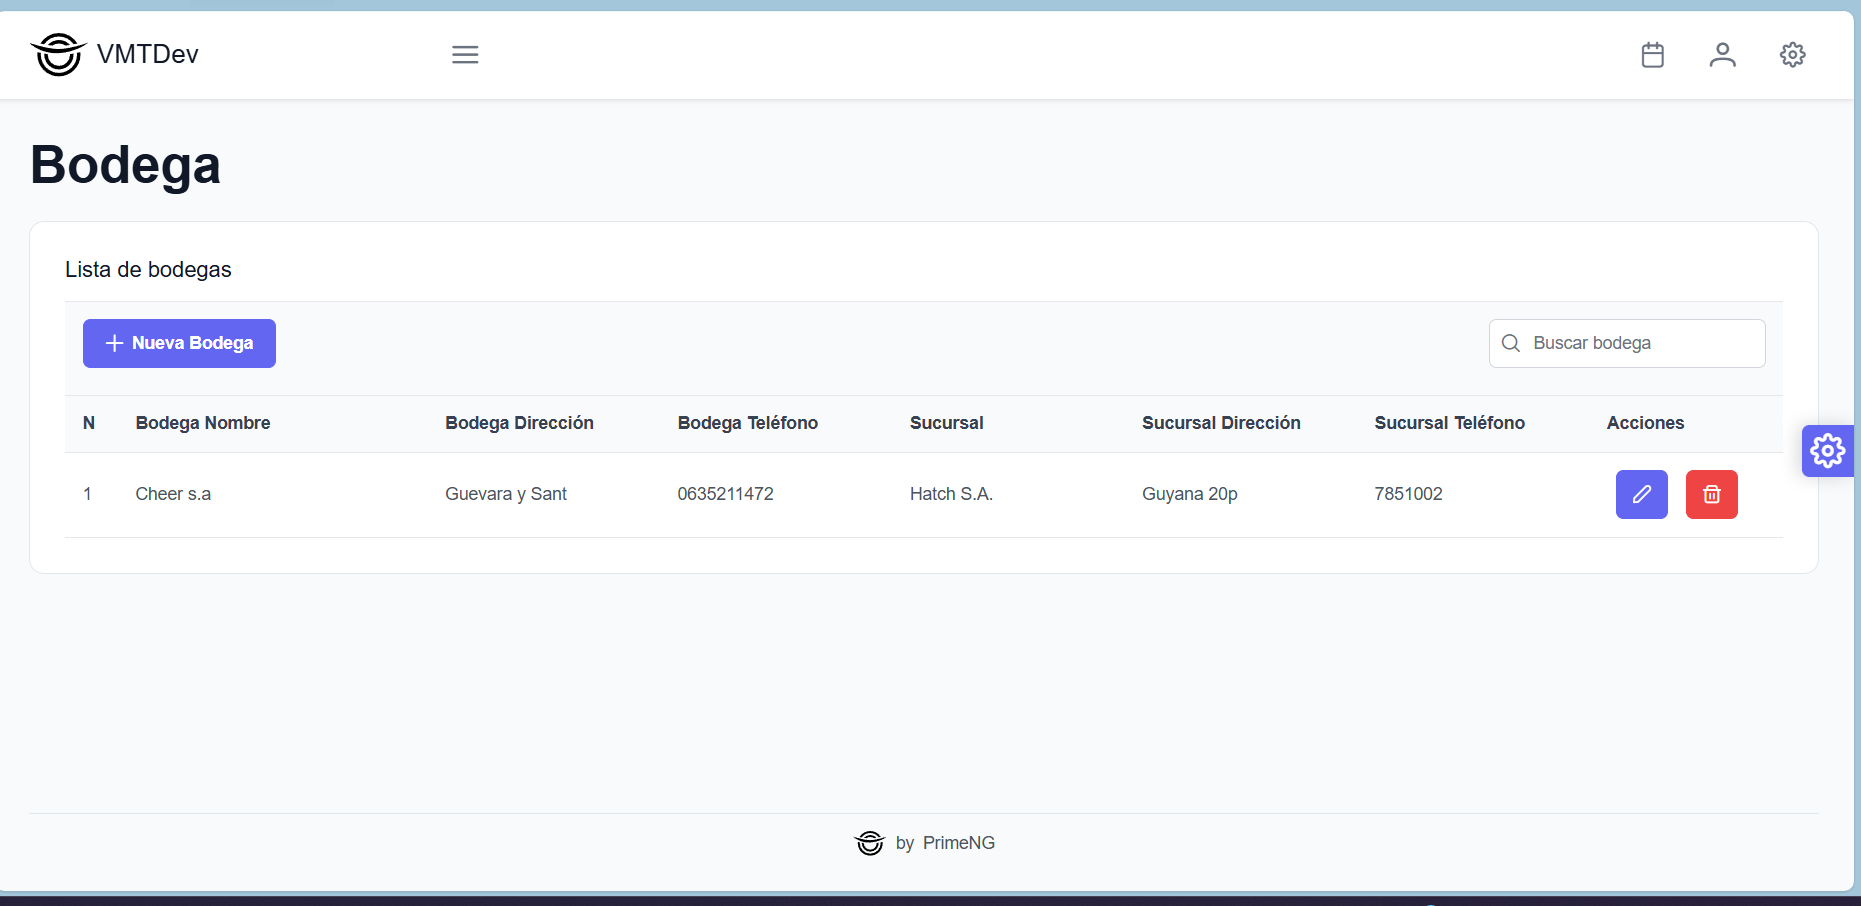 VMTDev
Bodega
Lista de bodegas
Nueva Bodega
Buscar bodega
N Bodega Nombre Bodega Dirección Bodega Teléfono Sucursal Sucursal Dirección Sucursal Teléfono Acciones
1 Cheer s.a Guevara y Sant 0635211472 Hatch S.A. Guyana 20p 7851002
by PrimeNG